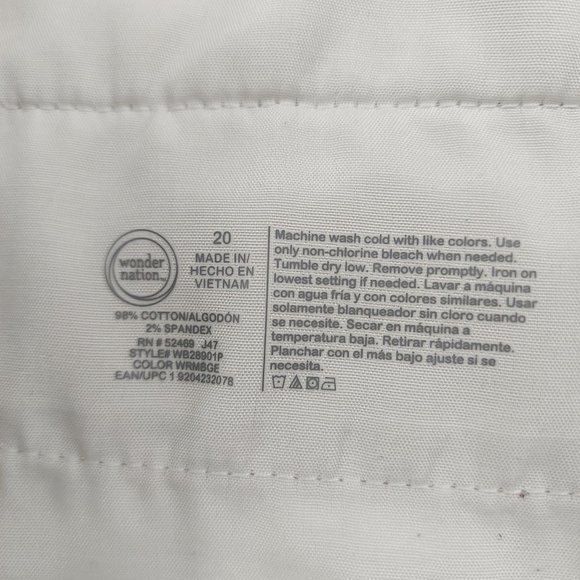 wonder
nation™
20
MADE IN/
HECHO EN
VIETNAM
98% COTTON/ALGODÓN
2% SPANDEX
RN # 52469 J47
STYLE# WB28901P
COLOR WRMBGE
EAN/UPC 1 9204232078
Machine wash cold with like colors. Use
only non-chlorine bleach when needed.
Tumble dry low. Remove promptly. Iron on
lowest setting if needed. Lavar a máquina
con agua fría y con colores similares. Usar
solamente blanqueador sin cloro cuando
se necesite. Secar en máquina a
temperatura baja. Retirar rápidamente.
Planchar con el más bajo ajuste si se
necesita.